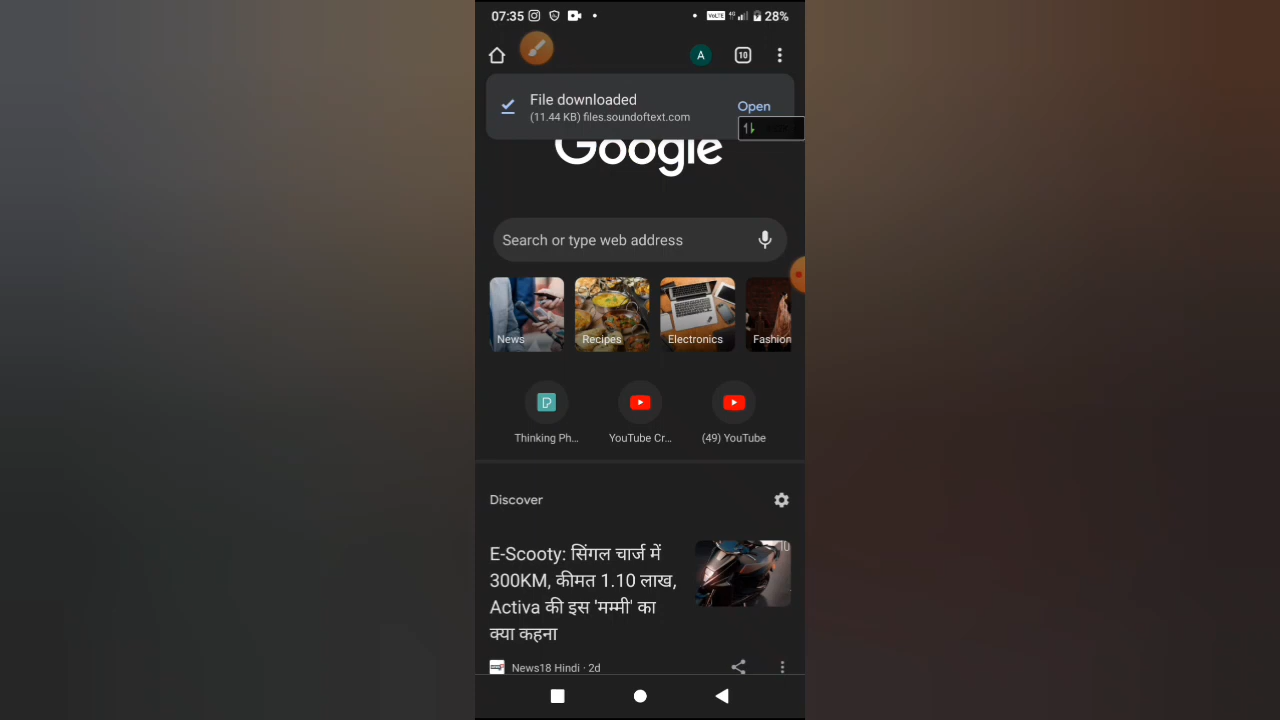 07:35 VoLTE 4G 28%
A 10
File downloaded
(11.44 KB) files.soundoftext.com
Open
Google
Search or type web address
News Recipes Electronics Fashion
Thinking Ph... YouTube Cr... (49) YouTube
Discover
E-Scooty: सिंगल चार्ज में
300KM, कीमत 1.10 लाख,
Activa की इस 'मम्मी' का
क्या कहना
News18 Hindi · 2d